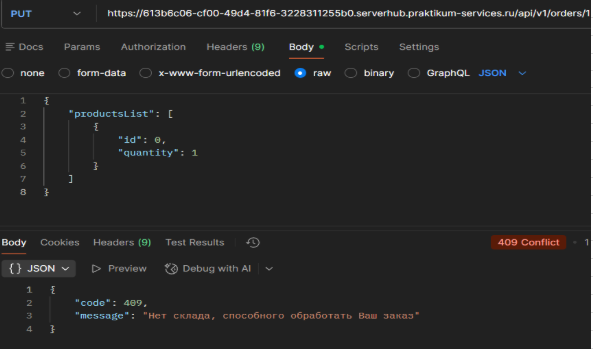 PUT https://613b6c06-cf00-49d4-81f6-3228311255b0.serverhub.praktikum-services.ru/api/v1/orders/1
Docs Params Authorization Headers (9) Body Scripts Settings
none form-data x-www-form-urlencoded raw binary GraphQL JSON
1 {
2 "productsList": [
3 {
4 "id": 0,
5 "quantity": 1
6 }
7 ]
8 }
Body Cookies Headers (9) Test Results 409 Conflict 1
{} JSON Preview Debug with AI
1 {
2 "code": 409,
3 "message": "Нет склада, способного обработать Ваш заказ"
4 }